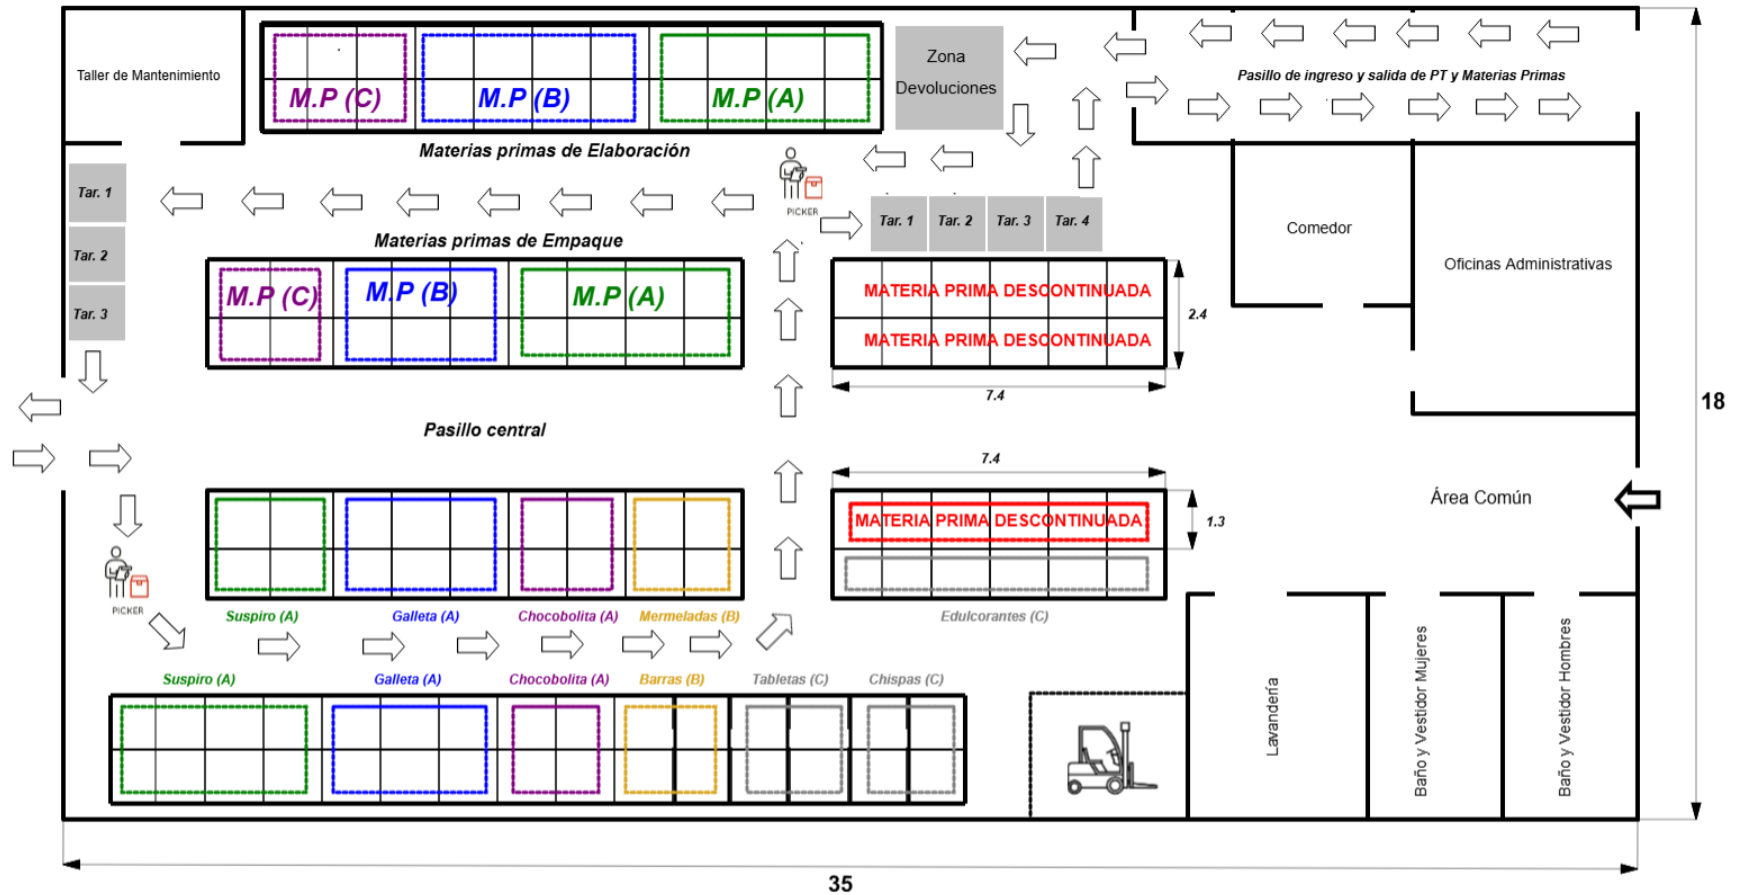 Taller de Mantenimiento
M.P (C)
M.P (B)
M.P (A)
Zona
Devoluciones
Pasillo de ingreso y salida de PT y Materias Primas
Materias primas de Elaboración
PICKER
Tar. 1
Tar. 2
Tar. 3
Tar. 1
Tar. 2
Tar. 3
Tar. 4
Comedor
Oficinas Administrativas
Materias primas de Empaque
M.P (C)
M.P (B)
M.P (A)
MATERIA PRIMA DESCONTINUADA
MATERIA PRIMA DESCONTINUADA
2.4
7.4
18
Pasillo central
7.4
MATERIA PRIMA DESCONTINUADA
1.3
Área Común
PICKER
Suspiro (A)
Galleta (A)
Chocobolita (A)
Mermeladas (B)
Edulcorantes (C)
Suspiro (A)
Galleta (A)
Chocobolita (A)
Barras (B)
Tabletas (C)
Chispas (C)
Lavandería
Baño y Vestidor Mujeres
Baño y Vestidor Hombres
35